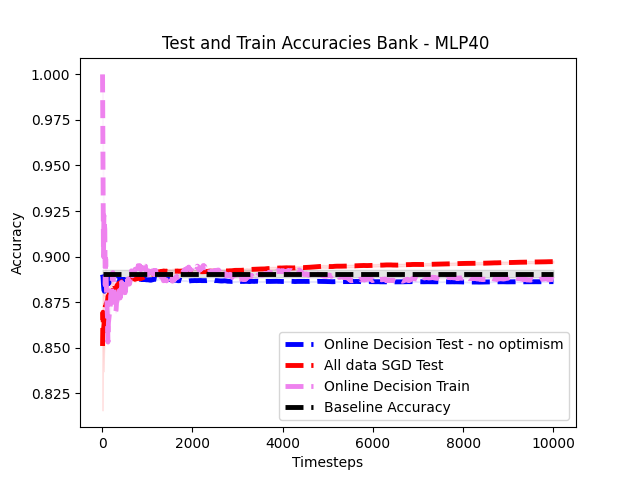 Test and Train Accuracies Bank - MLP40
1.000
0.975
0.950
0.925
0.900
0.875
0.850
0.825
Accuracy
Online Decision Test - no optimism
All data SGD Test
Online Decision Train
Baseline Accuracy
0
2000
4000
6000
8000
10000
Timesteps